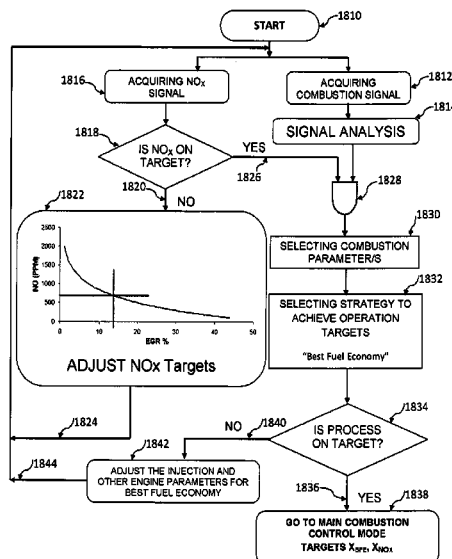 START
1810
1816
ACQUIRING NOX
SIGNAL
ACQUIRING
COMBUSTION SIGNAL
1812
1814
SIGNAL ANALYSIS
1818
IS NOX ON
TARGET?
YES
1826
1828
1820
NO
1822
NO (PPM)
2500
2000
1500
1000
500
0
0
10
20
30
40
50
EGR %
ADJUST NOx Targets
1824
1830
SELECTING COMBUSTION
PARAMETER/S
1832
SELECTING STRATEGY TO
ACHIEVE OPERATION
TARGETS
"Best Fuel Economy"
1834
IS PROCESS
ON TARGET?
NO
1840
1842
1844
ADJUST THE INJECTION AND
OTHER ENGINE PARAMETERS FOR
BEST FUEL ECONOMY
1836
YES
1838
GO TO MAIN COMBUSTION
CONTROL MODE
TARGETS XSFE, XNOX